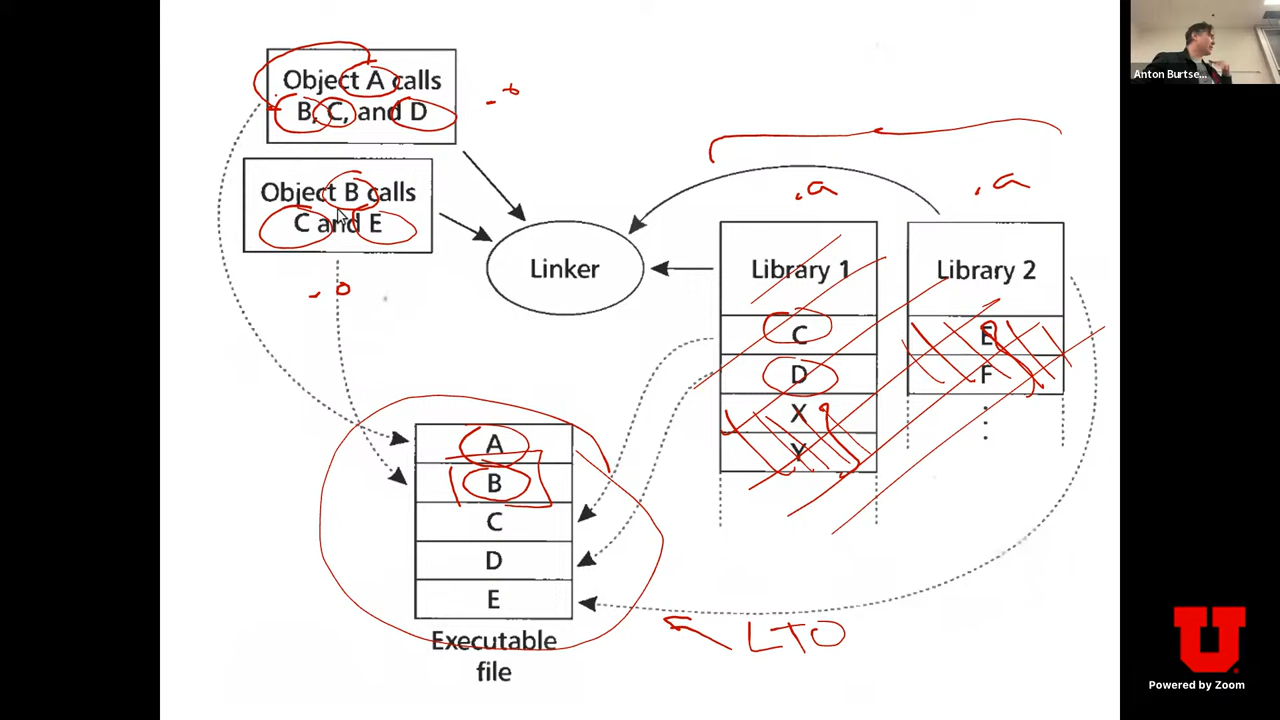 Object A calls
B, C, and D
.o
Object B calls
C and E
.o
Linker
.a
.a
Library 1
C
D
X
Y
Library 2
E
F
A
B
C
D
E
Executable
file
LTO
Anton Burtse...
U
Powered by Zoom